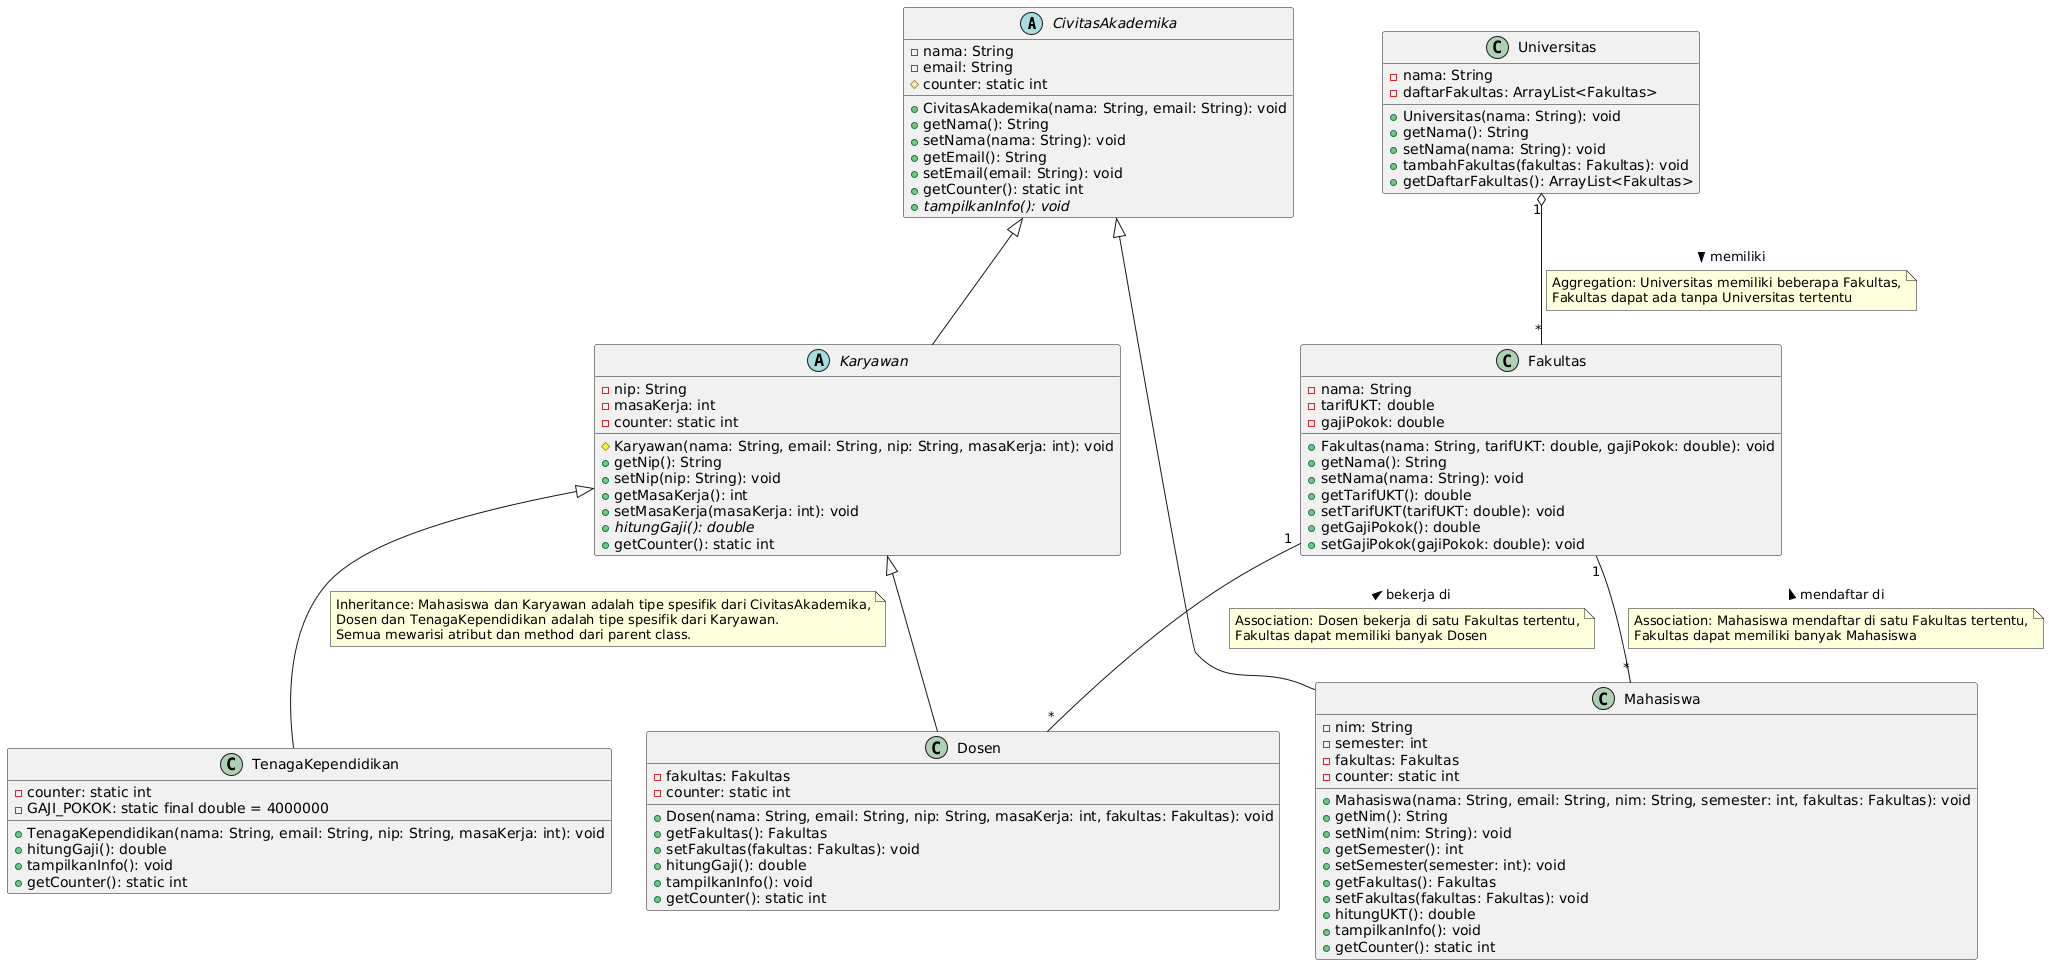 A CivitasAkademika
nama: String
email: String
counter: static int
CivitasAkademika(nama: String, email: String): void
getNama(): String
setNama(nama: String): void
getEmail(): String
setEmail(email: String): void
getCounter(): static int
tampilkanInfo(): void
C Universitas
nama: String
daftarFakultas: ArrayList<Fakultas>
Universitas(nama: String): void
getNama(): String
setNama(nama: String): void
tambahFakultas(fakultas: Fakultas): void
getDaftarFakultas(): ArrayList<Fakultas>
1
memiliki
Aggregation: Universitas memiliki beberapa Fakultas,
Fakultas dapat ada tanpa Universitas tertentu
*
A Karyawan
nip: String
masaKerja: int
counter: static int
Karyawan(nama: String, email: String, nip: String, masaKerja: int): void
getNip(): String
setNip(nip: String): void
getMasaKerja(): int
setMasaKerja(masaKerja: int): void
hitungGaji(): double
getCounter(): static int
C Fakultas
nama: String
tarifUKT: double
gajiPokok: double
Fakultas(nama: String, tarifUKT: double, gajiPokok: double): void
getNama(): String
setNama(nama: String): void
getTarifUKT(): double
setTarifUKT(tarifUKT: double): void
getGajiPokok(): double
setGajiPokok(gajiPokok: double): void
1
1
Inheritance: Mahasiswa dan Karyawan adalah tipe spesifik dari CivitasAkademika,
Dosen dan TenagaKependidikan adalah tipe spesifik dari Karyawan.
Semua mewarisi atribut dan method dari parent class.
bekerja di
Association: Dosen bekerja di satu Fakultas tertentu,
Fakultas dapat memiliki banyak Dosen
mendaftar di
Association: Mahasiswa mendaftar di satu Fakultas tertentu,
Fakultas dapat memiliki banyak Mahasiswa
*
*
C TenagaKependidikan
counter: static int
GAJI_POKOK: static final double = 4000000
TenagaKependidikan(nama: String, email: String, nip: String, masaKerja: int): void
hitungGaji(): double
tampilkanInfo(): void
getCounter(): static int
C Dosen
fakultas: Fakultas
counter: static int
Dosen(nama: String, email: String, nip: String, masaKerja: int, fakultas: Fakultas): void
getFakultas(): Fakultas
setFakultas(fakultas: Fakultas): void
hitungGaji(): double
tampilkanInfo(): void
getCounter(): static int
C Mahasiswa
nim: String
semester: int
fakultas: Fakultas
counter: static int
Mahasiswa(nama: String, email: String, nim: String, semester: int, fakultas: Fakultas): void
getNim(): String
setNim(nim: String): void
getSemester(): int
setSemester(semester: int): void
getFakultas(): Fakultas
setFakultas(fakultas: Fakultas): void
hitungUKT(): double
tampilkanInfo(): void
getCounter(): static int